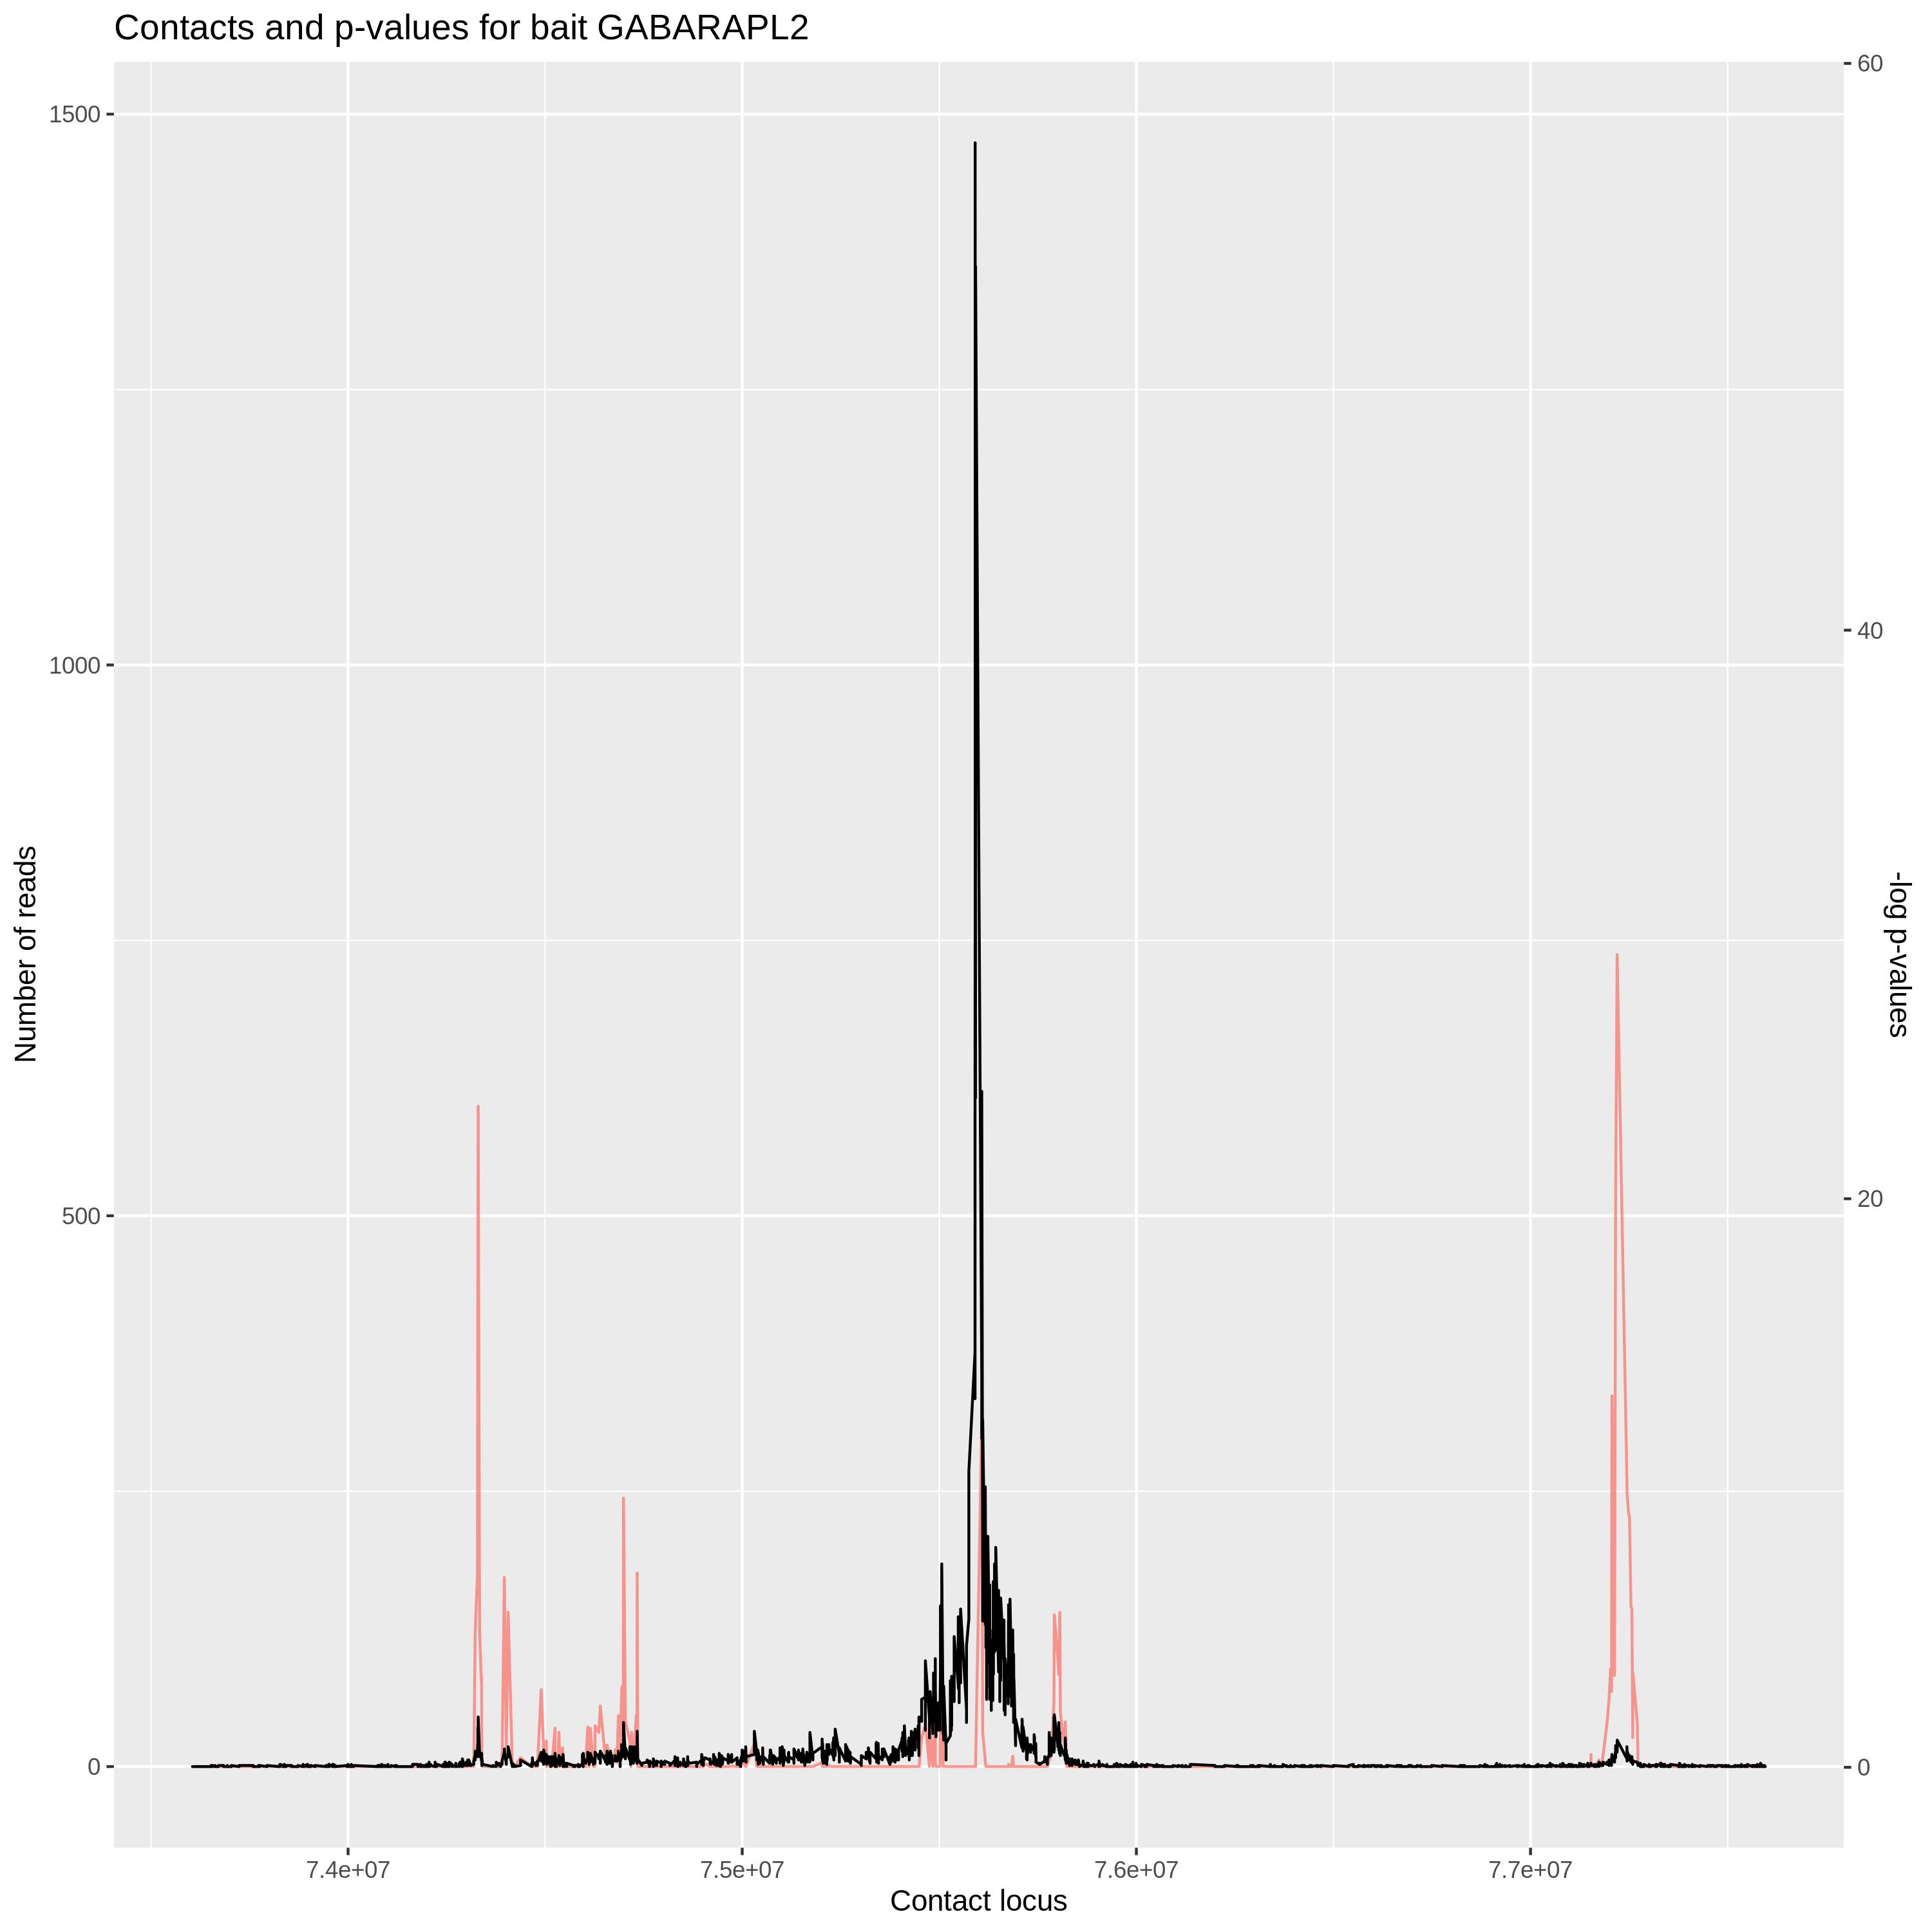 Contacts and p-values for bait GABARAPL2
1500
1000
500
0
60
40
20
0
Number of reads
-log p-values
7.4e+07
7.5e+07
7.6e+07
7.7e+07
Contact locus